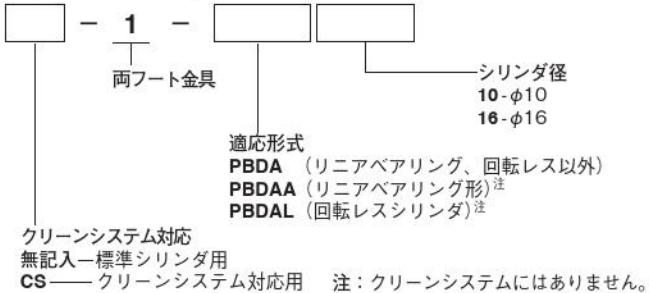 － 1 －
両フート金具
シリンダ径
10-φ10
16-φ16
適応形式
PBDA （リニアベアリング、回転レス以外）
PBDAA（リニアベアリング形）注
PBDAL（回転レスシリンダ）注
クリーンシステム対応
無記入―標準シリンダ用
CS――クリーンシステム対応用　注：クリーンシステムにはありません。